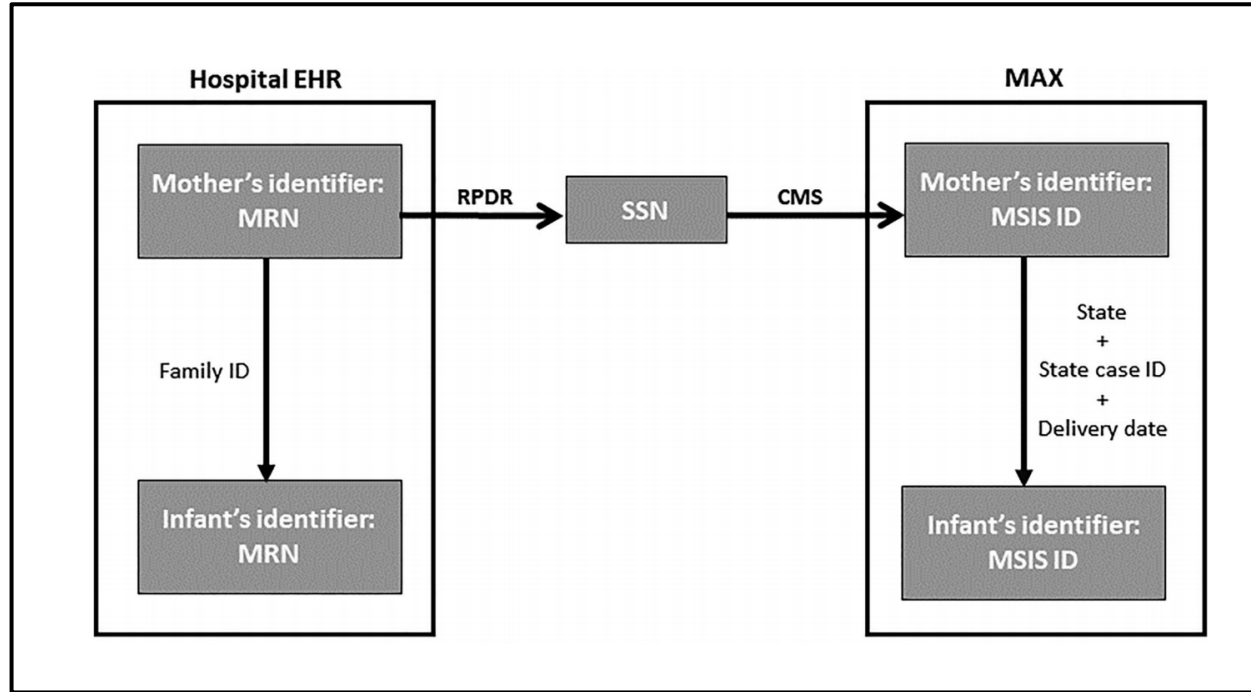 Hospital EHR
Mother's identifier:
MRN
Family ID
Infant's identifier:
MRN
RPDR
SSN
CMS
MAX
Mother's identifier:
MSIS ID
State
+
State case ID
+
Delivery date
Infant's identifier:
MSIS ID